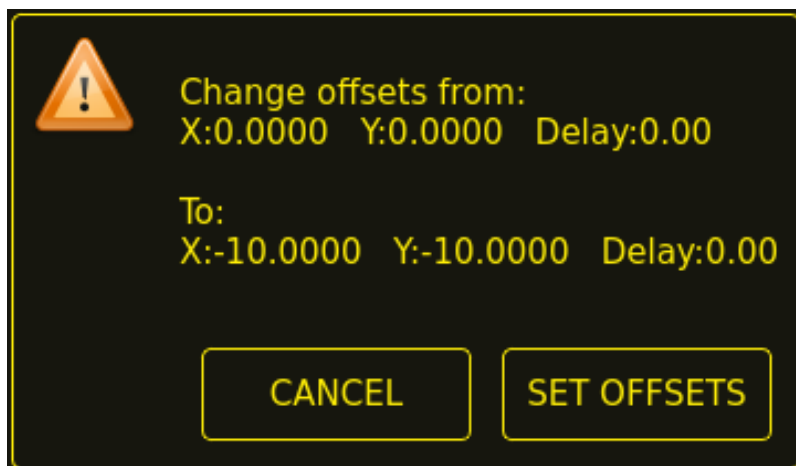 Change offsets from:
X:0.0000 Y:0.0000 Delay:0.00
To:
X:-10.0000 Y:-10.0000 Delay:0.00
CANCEL SET OFFSETS